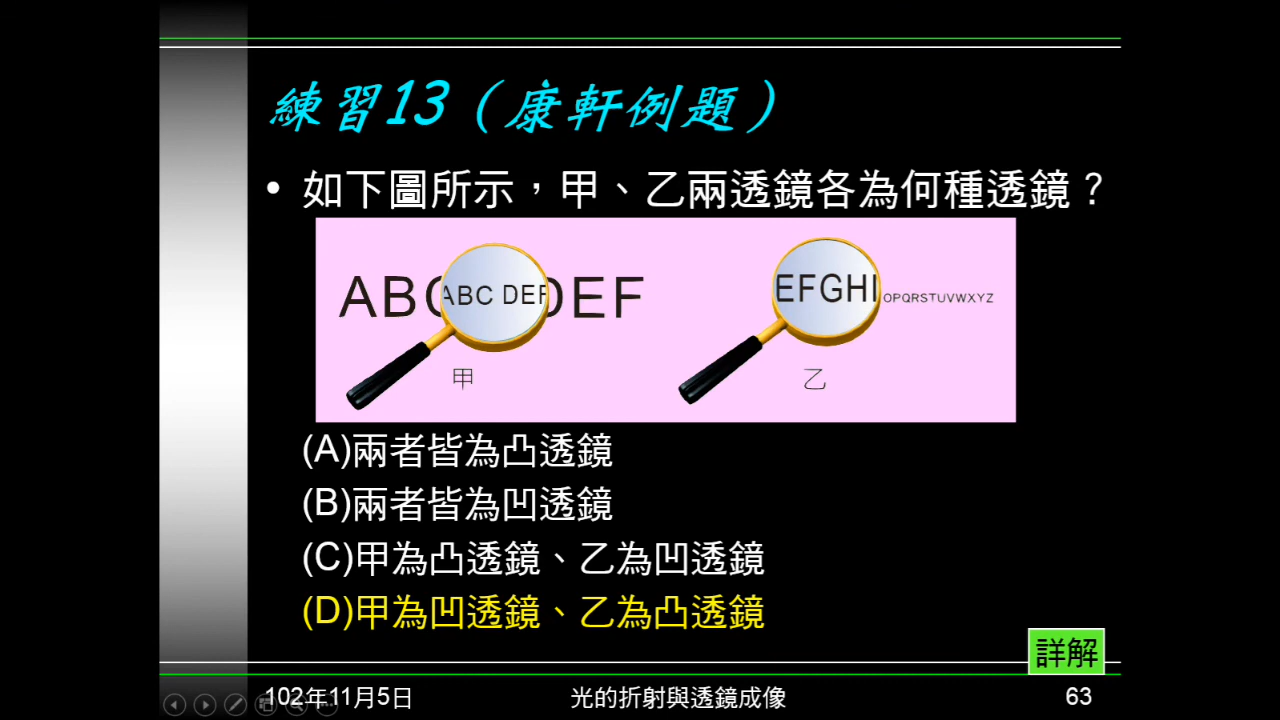 練習13（康軒例題）
• 如下圖所示，甲、乙兩透鏡各為何種透鏡？
ABC DEF
ABC DEF
EFGHI
OPQRSTUVWXYZ
甲
乙
(A)兩者皆為凸透鏡
(B)兩者皆為凹透鏡
(C)甲為凸透鏡、乙為凹透鏡
(D)甲為凹透鏡、乙為凸透鏡
詳解
102年11月5日
光的折射與透鏡成像
63